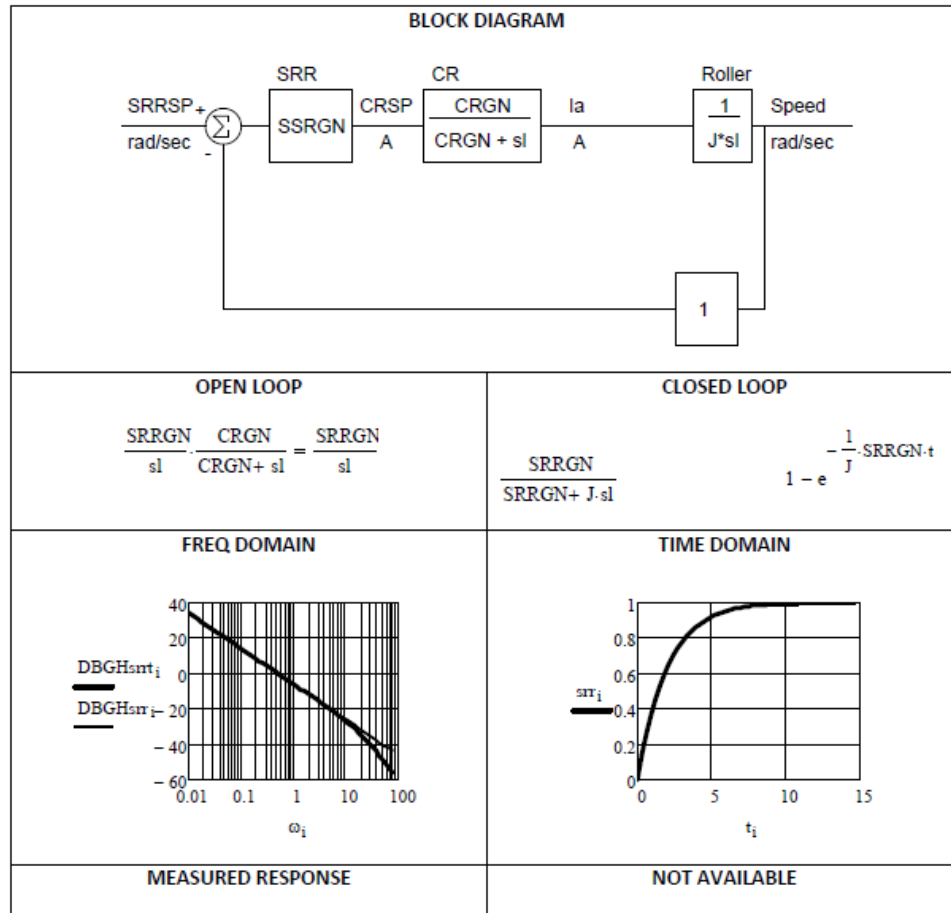 BLOCK DIAGRAM
SRR
CR
Roller
SRRSP +
rad/sec
-
Σ
SSRGN
CRSP
A
CRGN
CRGN + sl
Ia
A
1
J*sl
Speed
rad/sec
1
OPEN LOOP
SRRGN/sl · CRGN/CRGN+ sl = SRRGN/sl
CLOSED LOOP
SRRGN/SRRGN+ J·sl
1 − e^(−1/J·SRRGN·t)
FREQ DOMAIN
DBGHsrrt i
DBGHsrr i
40
20
0
− 20
− 40
− 60
0.01 0.1 1 10 100
ω i
TIME DOMAIN
srr i
1
0.8
0.6
0.4
0.2
0
0 5 10 15
t i
MEASURED RESPONSE
NOT AVAILABLE